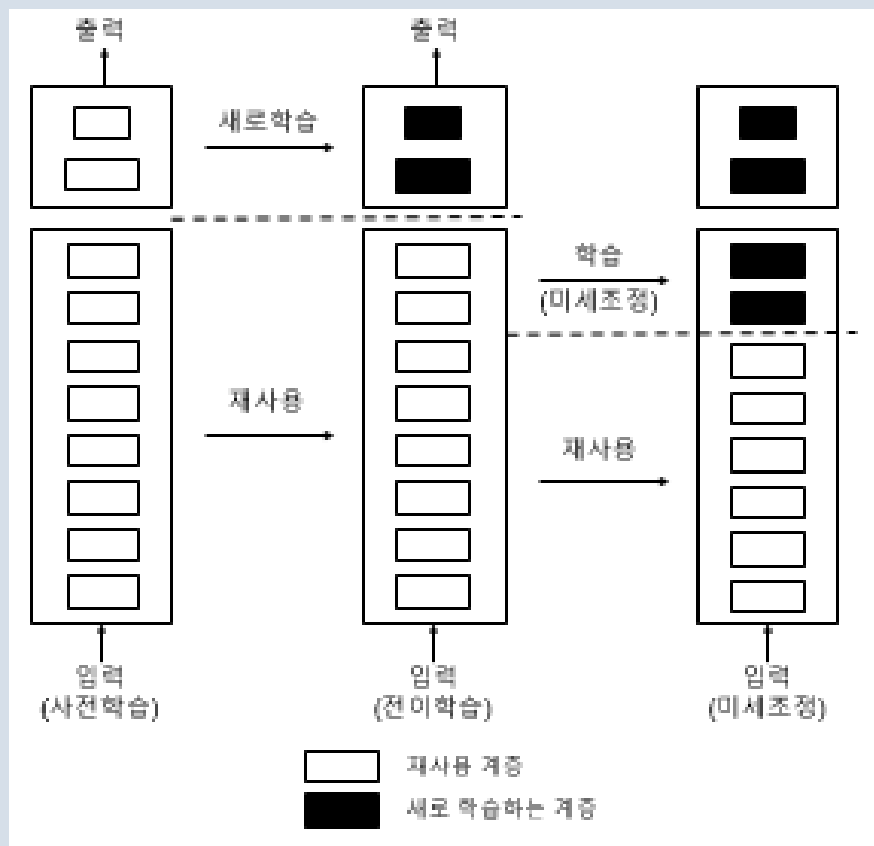 출력
출력
새로학습
학습
(미세조정)
재사용
재사용
입력
(사전학습)
입력
(전이학습)
입력
(미세조정)
재사용 계층
새로 학습하는 계층